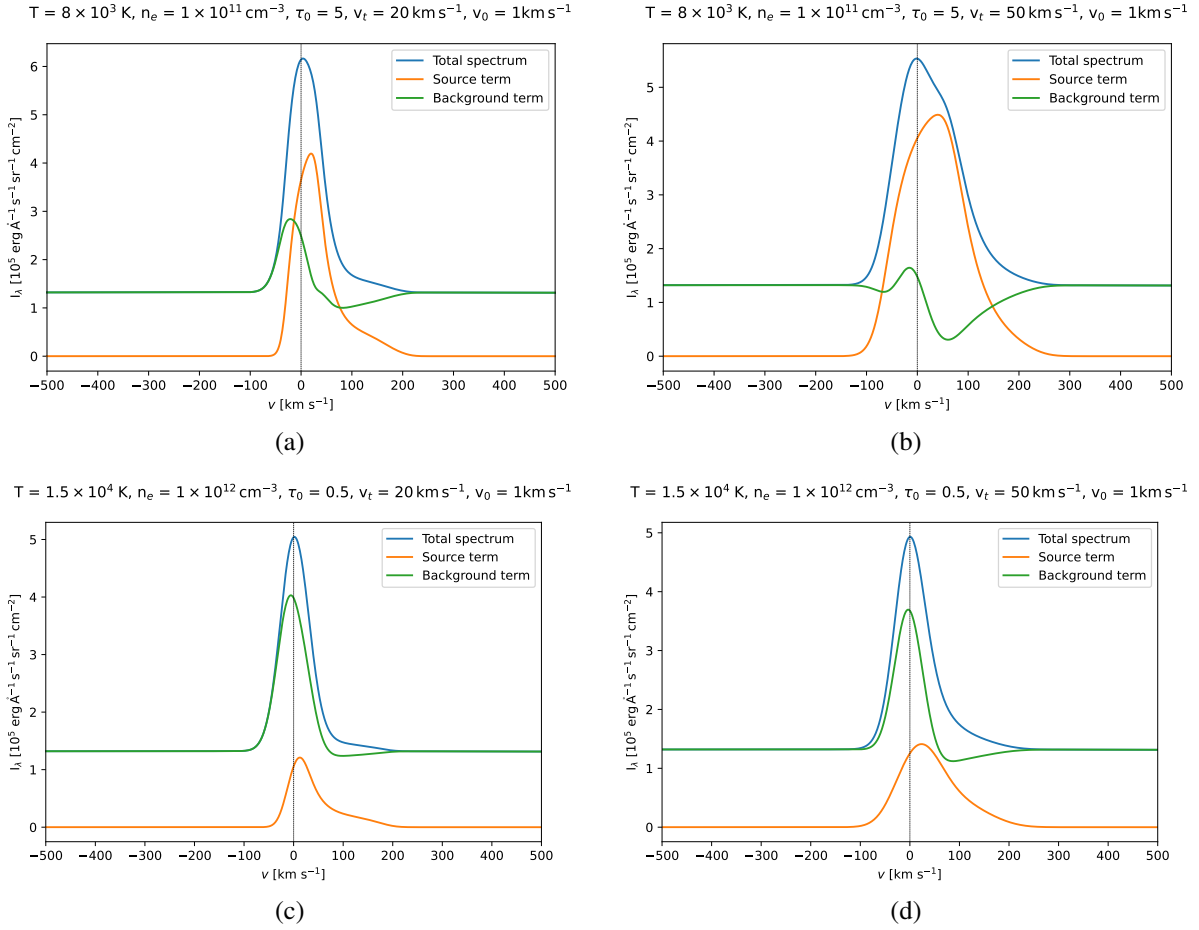 T = 8 × 10³ K, nₑ = 1 × 10¹¹ cm⁻³, τ₀ = 5, vₜ = 20 km s⁻¹, v₀ = 1km s⁻¹
Total spectrum
Source term
Background term
I_λ [10⁵ erg Å⁻¹ s⁻¹ sr⁻¹ cm⁻²]
6
5
4
3
2
1
0
−500 −400 −300 −200 −100 0 100 200 300 400 500
v [km s⁻¹]
(a)
T = 8 × 10³ K, nₑ = 1 × 10¹¹ cm⁻³, τ₀ = 5, vₜ = 50 km s⁻¹, v₀ = 1km s⁻¹
Total spectrum
Source term
Background term
I_λ [10⁵ erg Å⁻¹ s⁻¹ sr⁻¹ cm⁻²]
5
4
3
2
1
0
−500 −400 −300 −200 −100 0 100 200 300 400 500
v [km s⁻¹]
(b)
T = 1.5 × 10⁴ K, nₑ = 1 × 10¹² cm⁻³, τ₀ = 0.5, vₜ = 20 km s⁻¹, v₀ = 1km s⁻¹
Total spectrum
Source term
Background term
I_λ [10⁵ erg Å⁻¹ s⁻¹ sr⁻¹ cm⁻²]
5
4
3
2
1
0
−500 −400 −300 −200 −100 0 100 200 300 400 500
v [km s⁻¹]
(c)
T = 1.5 × 10⁴ K, nₑ = 1 × 10¹² cm⁻³, τ₀ = 0.5, vₜ = 50 km s⁻¹, v₀ = 1km s⁻¹
Total spectrum
Source term
Background term
I_λ [10⁵ erg Å⁻¹ s⁻¹ sr⁻¹ cm⁻²]
5
4
3
2
1
0
−500 −400 −300 −200 −100 0 100 200 300 400 500
v [km s⁻¹]
(d)